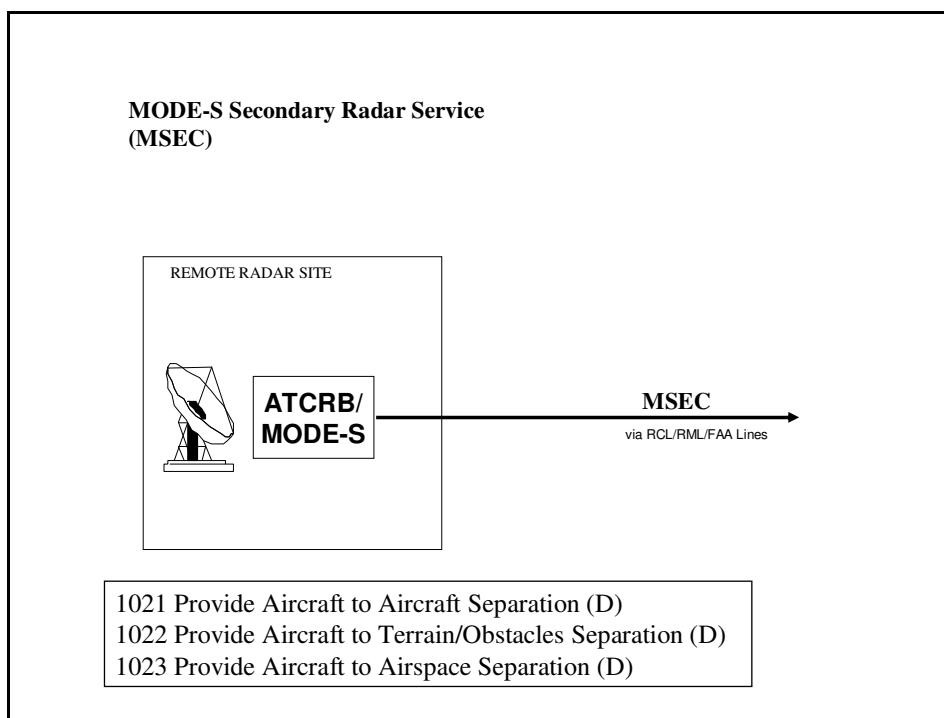 MODE-S Secondary Radar Service
(MSEC)
REMOTE RADAR SITE
ATCRB/
MODE-S
MSEC
via RCL/RML/FAA Lines
1021 Provide Aircraft to Aircraft Separation (D)
1022 Provide Aircraft to Terrain/Obstacles Separation (D)
1023 Provide Aircraft to Airspace Separation (D)